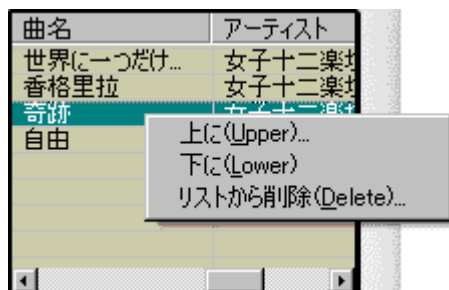 曲名 アーティスト
世界に一つだけ... 女子十二楽
香格里拉 女子十二楽
奇跡
自由
上に(Upper)...
下に(Lower)
リストから削除(Delete)...